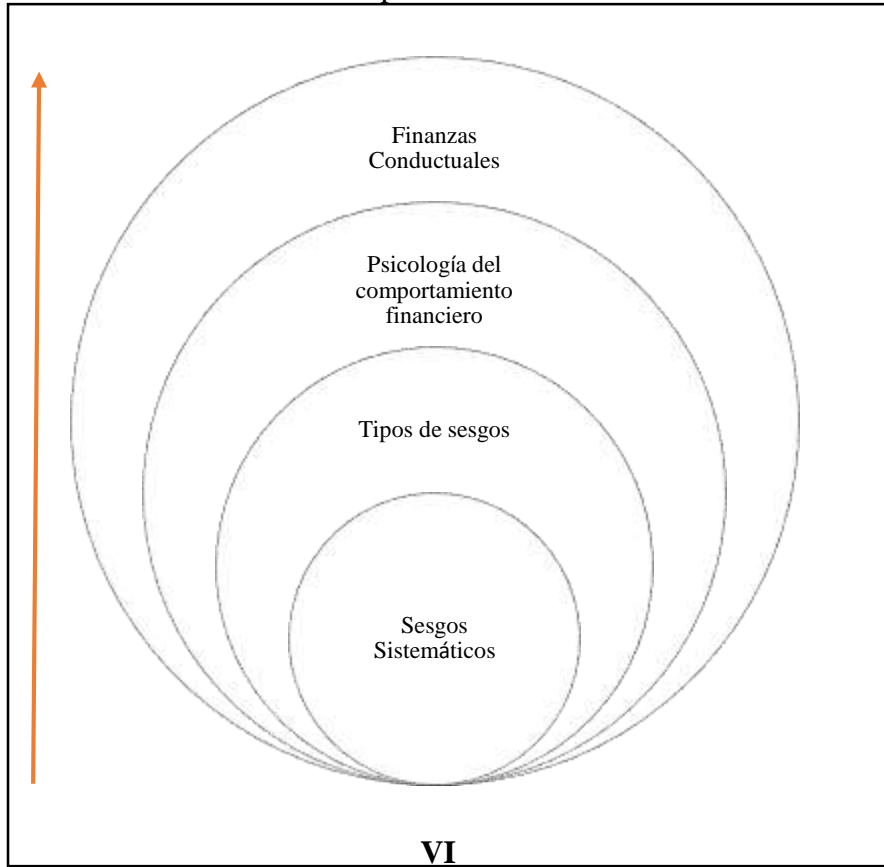 Finanzas
Conductuales
Psicología del
comportamiento
financiero
Tipos de sesgos
Sesgos
Sistemáticos
VI